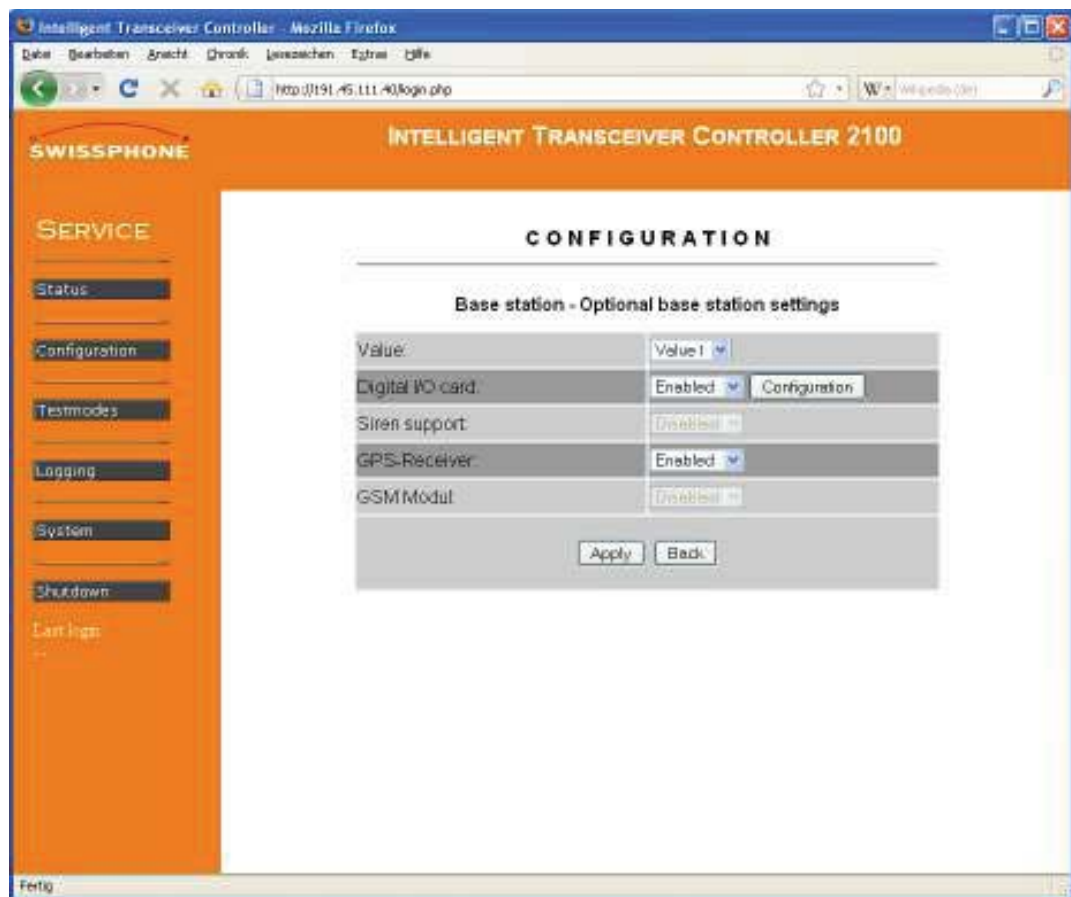 Intelligent Transceiver Controller - Mozilla Firefox
Datei Bearbeiten Ansicht Chronik Lesezeichen Extras Hilfe
http://191.45.111.40/login.php
W Wikipedia (de)
SWISSPHONE
INTELLIGENT TRANSCEIVER CONTROLLER 2100
SERVICE
Status
Configuration
Testmodes
Logging
System
Shutdown
Last login
--
CONFIGURATION
Base station - Optional base station settings
Value: Value1
Digital I/O card: Enabled Configuration
Siren support: Disabled
GPS-Receiver: Enabled
GSM Modul: Disabled
Apply Back
Fertig